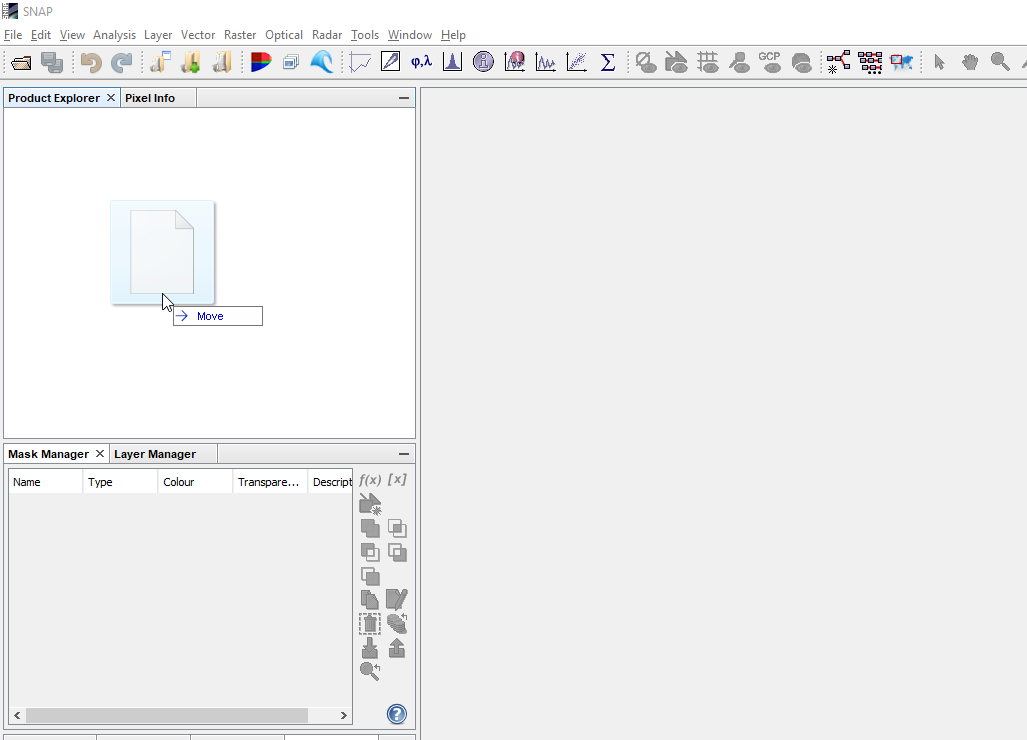 SNAP
File Edit View Analysis Layer Vector Raster Optical Radar Tools Window Help
φ,λ Σ GCP
Product Explorer × Pixel Info
Move
Mask Manager × Layer Manager
Name Type Colour Transpare... Descript
f(x) [x]
?